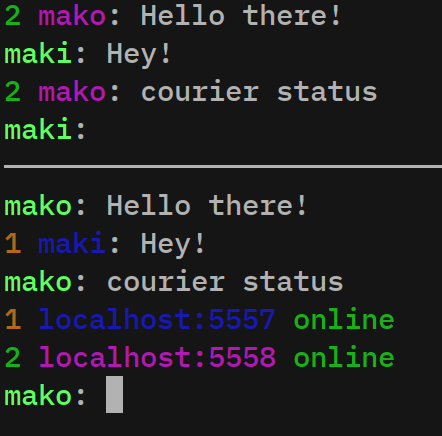 2 mako: Hello there!
maki: Hey!
2 mako: courier status
maki:
mako: Hello there!
1 maki: Hey!
mako: courier status
1 localhost:5557 online
2 localhost:5558 online
mako: